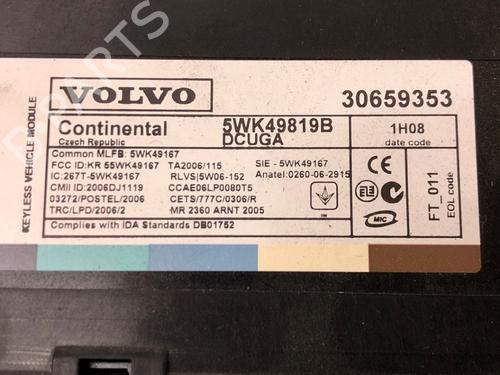 PARTS
VOLVO 30659353
KEYLESS VEHICLE MODULE
Continental 5WK49819B 1H08
Czech Republic DCUGA date code
Common MLFB: 5WK49167
FCC ID: KR 55WK49167 TA2006/115 SIE - 5WK49167
IC:267T-5WK49167 RLVS|5W06-152 Anatel:0260-06-2915
CMII ID:2006DJ1119 CCAE06LP0080T5
03272/POSTEL/2006 CETS/777C/0306/R
TRC/LPD/2006/2 MR 2360 ARNT 2005
Complies with IDA Standards DB01752
MIC
FT_011
EOL code